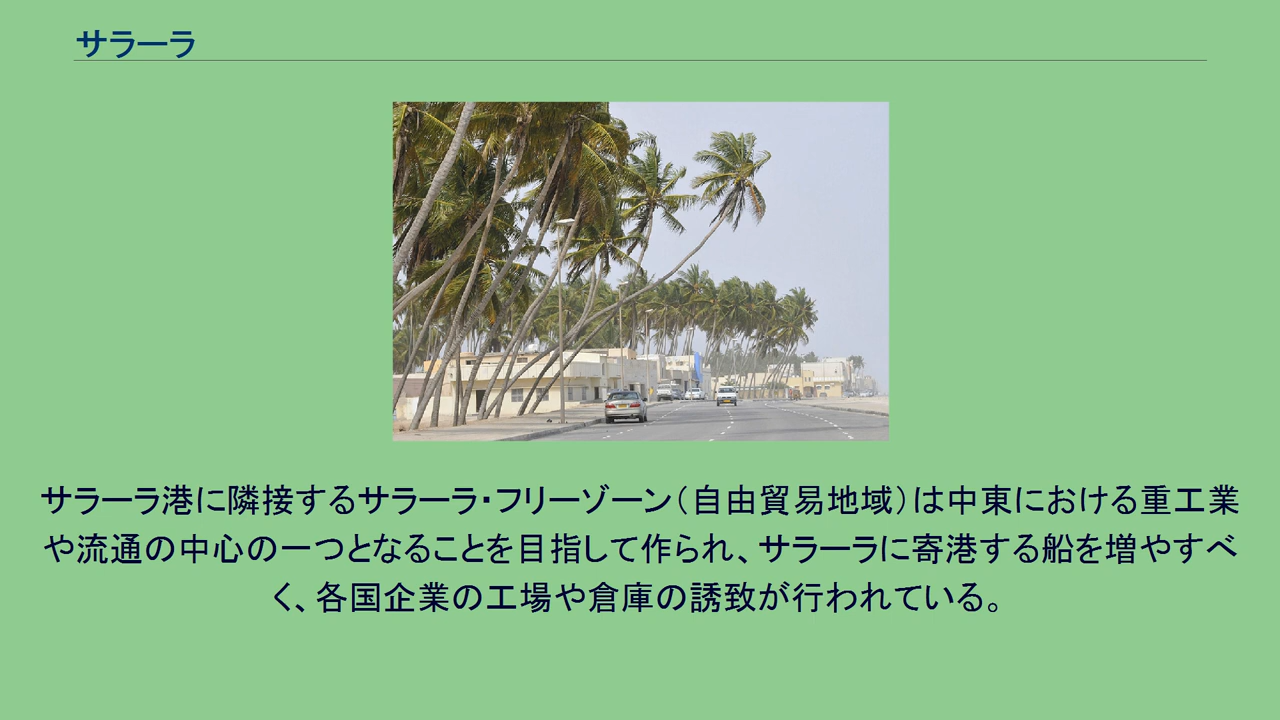 サラーラ
サラーラ港に隣接するサラーラ・フリーゾーン（自由貿易地域）は中東における重工業
や流通の中心の一つとなることを目指して作られ、サラーラに寄港する船を増やすべ
く、各国企業の工場や倉庫の誘致が行われている。